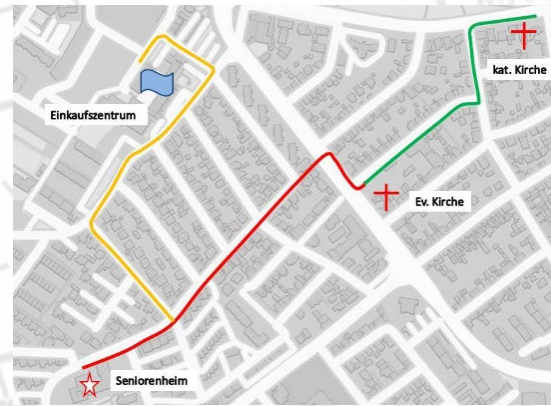 kat. Kirche
Einkaufszentrum
Ev. Kirche
Seniorenheim